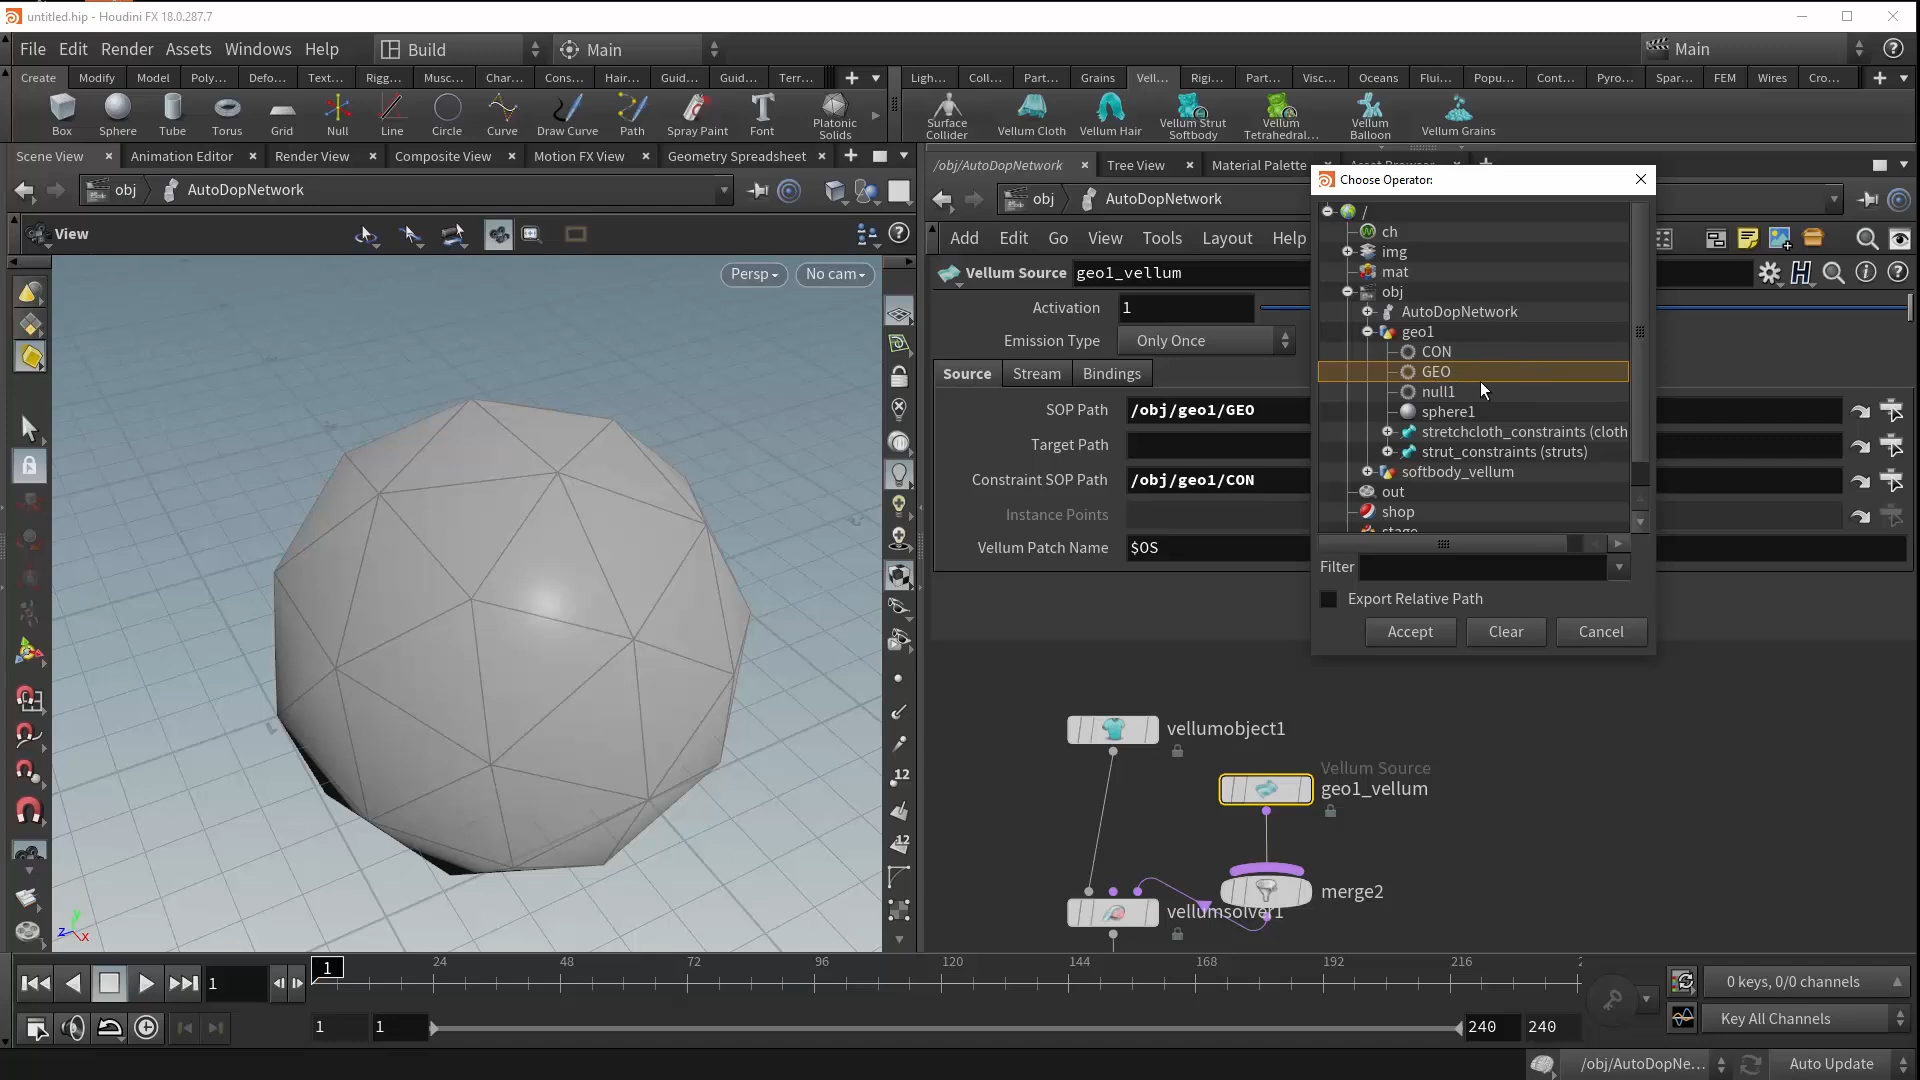 untitled.hip - Houdini FX 18.0.287.7
File Edit Render Assets Windows Help Build Main Main
Create Modify Model Poly... Defo... Text... Rigg... Musc... Char... Cons... Hair... Guid... Guid... Terr...
Ligh... Coll... Part... Grains Vell... Rigi... Part... Visc... Oceans Flui... Popu... Cont... Pyro... Spar... FEM Wires Cro...
Box Sphere Tube Torus Grid Null Line Circle Curve Draw Curve Path Spray Paint Font Platonic Solids
Surface Collider Vellum Cloth Vellum Hair Vellum Strut Softbody Vellum Tetrahedral... Vellum Balloon Vellum Grains
Scene View Animation Editor Render View Composite View Motion FX View Geometry Spreadsheet
/obj/AutoDopNetwork Tree View Material Palette
obj AutoDopNetwork
obj AutoDopNetwork
View
Persp No cam
Add Edit Go View Tools Layout Help
Vellum Source geo1_vellum
Activation 1
Emission Type Only Once
Source Stream Bindings
SOP Path /obj/geo1/GEO
Target Path
Constraint SOP Path /obj/geo1/CON
Instance Points
Vellum Patch Name $OS
Choose Operator:
/
ch
img
mat
obj
AutoDopNetwork
geo1
CON
GEO
null1
sphere1
stretchcloth_constraints (cloth
strut_constraints (struts)
softbody_vellum
out
shop
stage
Filter
Export Relative Path
Accept Clear Cancel
vellumobject1
Vellum Source
geo1_vellum
merge2
vellumsolver1
12
12
y
z x
1 1 24 48 72 96 120 144 168 192 216 2
0 keys, 0/0 channels
1 1 240 240
Key All Channels
/obj/AutoDopNe... Auto Update